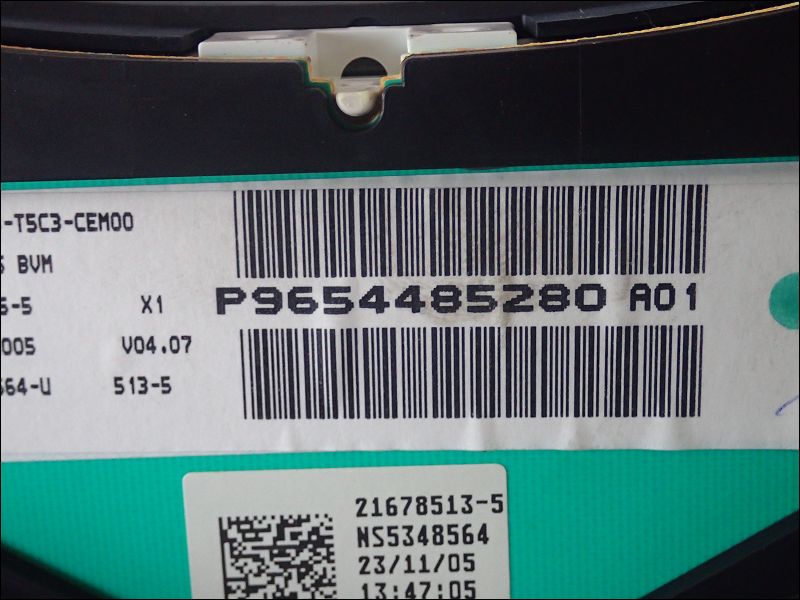 -T5C3-CEM00
BVM
-5 X1
P9654485280 A01
005 V04.07
564-U 513-5
21678513-5
NS5348564
23/11/05
13:47:05